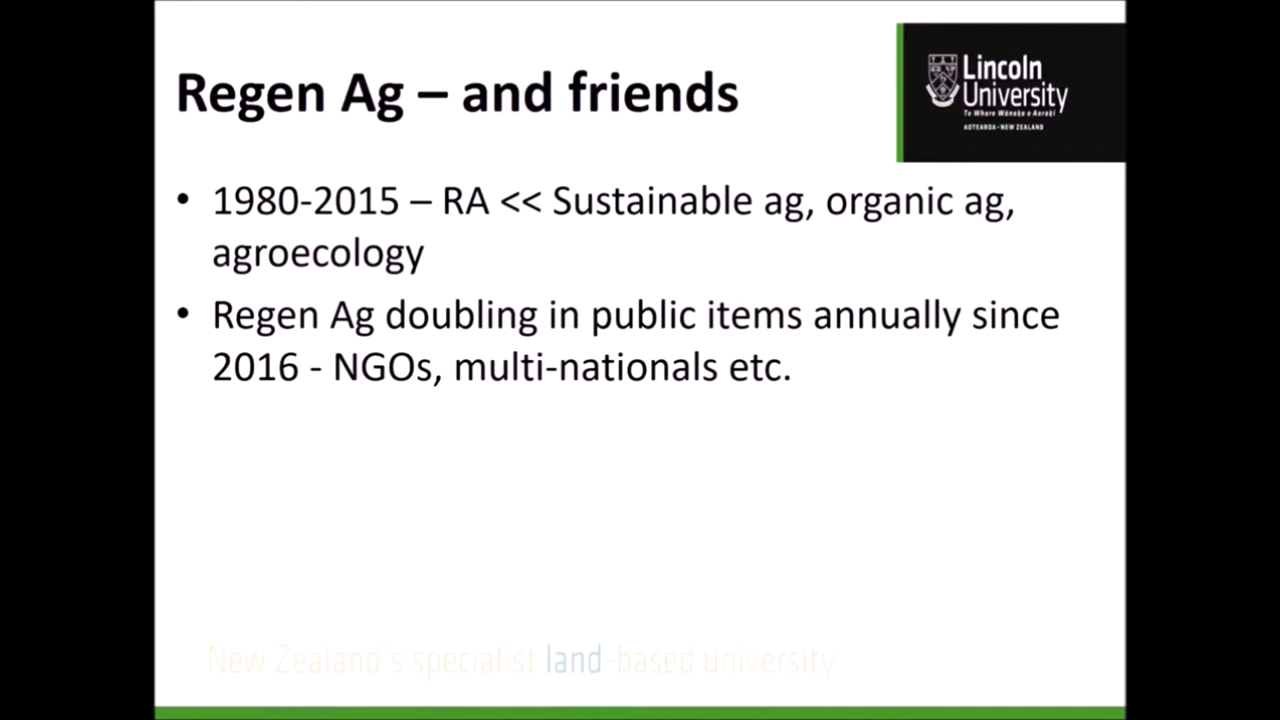 Regen Ag – and friends
Lincoln
University
Te Whare Wānaka o Aoraki
AOTEAROA • NEW ZEALAND
• 1980-2015 – RA << Sustainable ag, organic ag,
agroecology
• Regen Ag doubling in public items annually since
2016 - NGOs, multi-nationals etc.
New Zealand's specialist land-based university